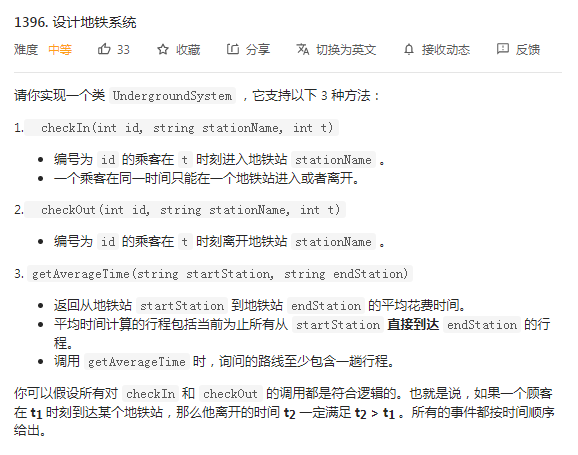 1396. 设计地铁系统
难度 中等 33 收藏 分享 切换为英文 接收动态 反馈
请你实现一个类 UndergroundSystem ，它支持以下 3 种方法：
1. checkIn(int id, string stationName, int t)
• 编号为 id 的乘客在 t 时刻进入地铁站 stationName 。
• 一个乘客在同一时间只能在一个地铁站进入或者离开。
2. checkOut(int id, string stationName, int t)
• 编号为 id 的乘客在 t 时刻离开地铁站 stationName 。
3. getAverageTime(string startStation, string endStation)
• 返回从地铁站 startStation 到地铁站 endStation 的平均花费时间。
• 平均时间计算的行程包括当前为止所有从 startStation 直接到达 endStation 的行
程。
• 调用 getAverageTime 时，询问的路线至少包含一趟行程。
你可以假设所有对 checkIn 和 checkOut 的调用都是符合逻辑的。也就是说，如果一个顾客
在 t1 时刻到达某个地铁站，那么他离开的时间 t2 一定满足 t2 > t1 。所有的事件都按时间顺序
给出。